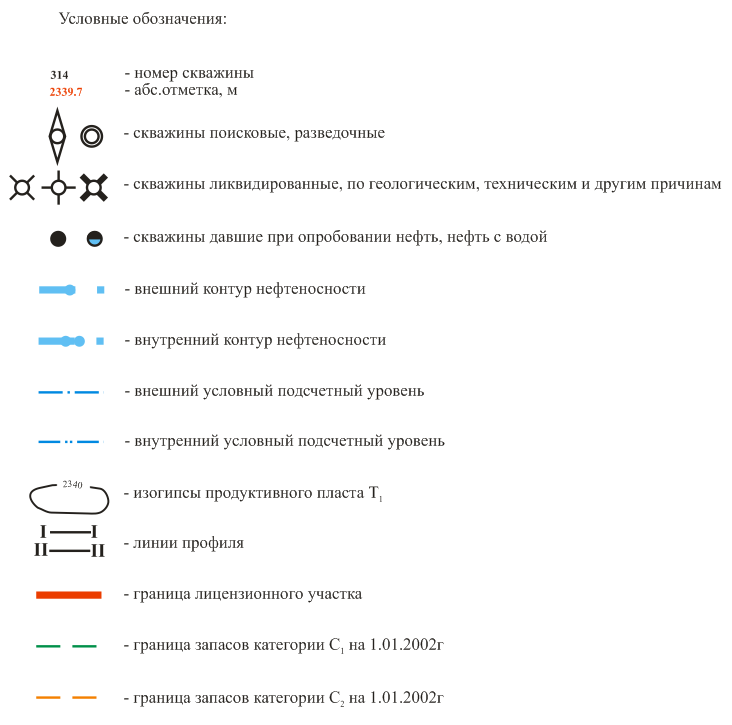 Условные обозначения:
314 - номер скважины
2339.7 - абс.отметка, м
- скважины поисковые, разведочные
- скважины ликвидированные, по геологическим, техническим и другим причинам
- скважины давшие при опробовании нефть, нефть с водой
- внешний контур нефтеносности
- внутренний контур нефтеносности
- внешний условный подсчетный уровень
- внутренний условный подсчетный уровень
2340 - изогипсы продуктивного пласта Т₁
I I
II II - линии профиля
- граница лицензионного участка
- граница запасов категории С₁ на 1.01.2002г
- граница запасов категории С₂ на 1.01.2002г